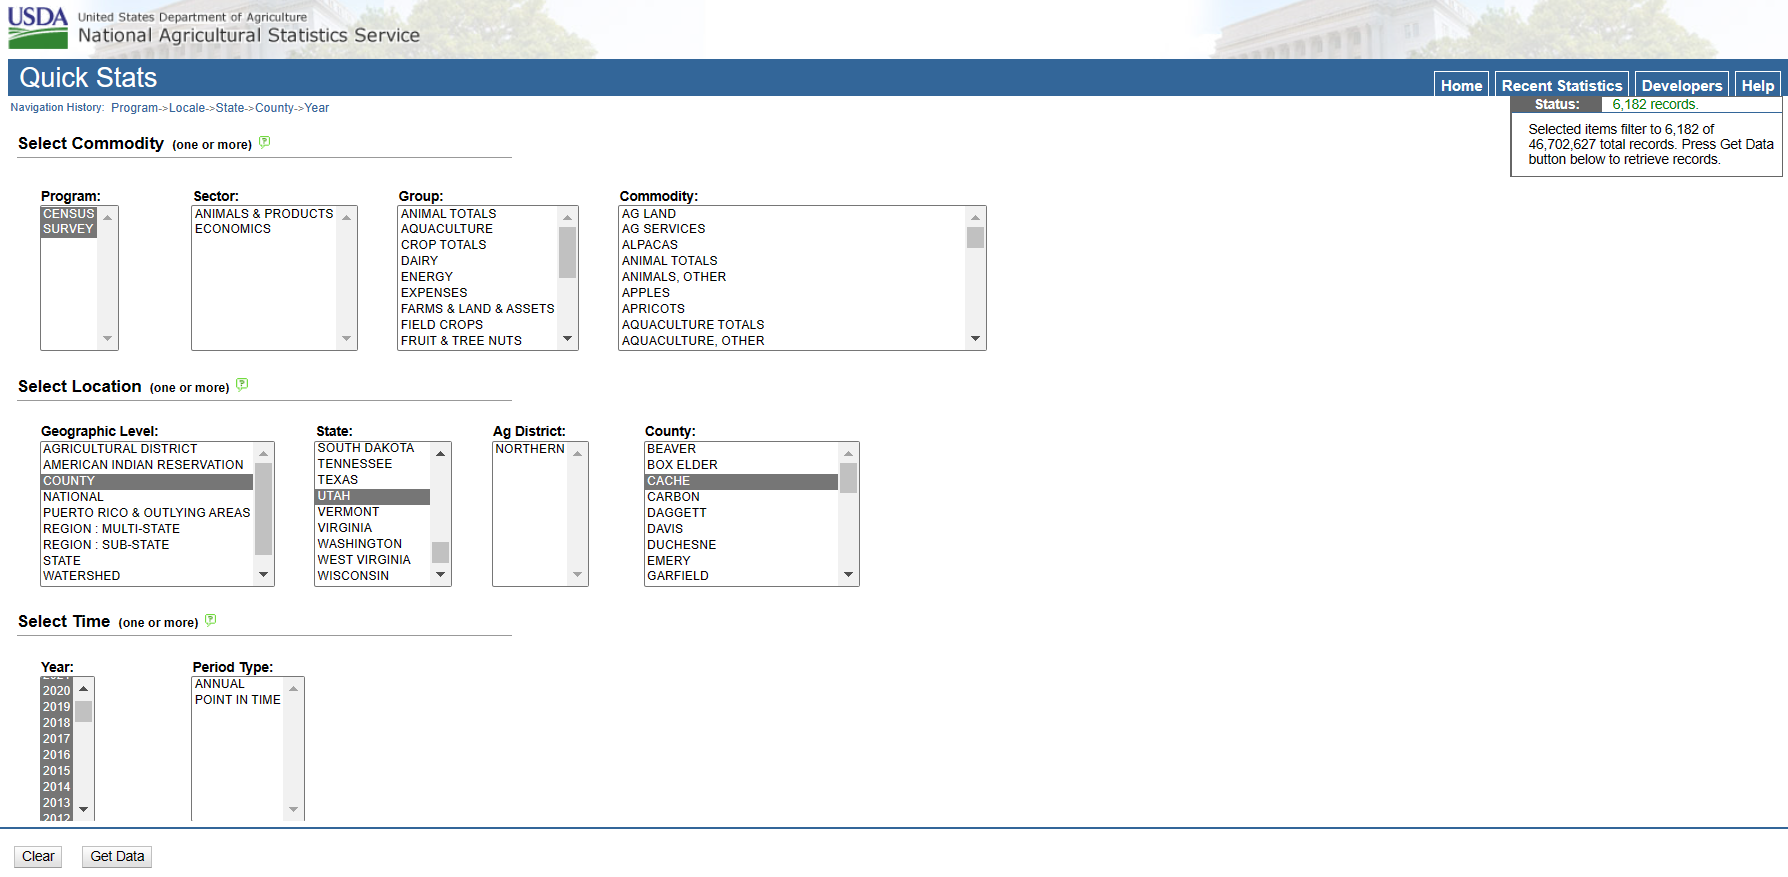 USDA United States Department of Agriculture
National Agricultural Statistics Service
Quick Stats
Home Recent Statistics Developers Help
Navigation History: Program->Locale->State->County->Year
Status: 6,182 records.
Selected items filter to 6,182 of
46,702,627 total records. Press Get Data
button below to retrieve records.
Select Commodity (one or more)
Program:
CENSUS
SURVEY
Sector:
ANIMALS & PRODUCTS
ECONOMICS
Group:
ANIMAL TOTALS
AQUACULTURE
CROP TOTALS
DAIRY
ENERGY
EXPENSES
FARMS & LAND & ASSETS
FIELD CROPS
FRUIT & TREE NUTS
Commodity:
AG LAND
AG SERVICES
ALPACAS
ANIMAL TOTALS
ANIMALS, OTHER
APPLES
APRICOTS
AQUACULTURE TOTALS
AQUACULTURE, OTHER
Select Location (one or more)
Geographic Level:
AGRICULTURAL DISTRICT
AMERICAN INDIAN RESERVATION
COUNTY
NATIONAL
PUERTO RICO & OUTLYING AREAS
REGION : MULTI-STATE
REGION : SUB-STATE
STATE
WATERSHED
State:
SOUTH DAKOTA
TENNESSEE
TEXAS
UTAH
VERMONT
VIRGINIA
WASHINGTON
WEST VIRGINIA
WISCONSIN
Ag District:
NORTHERN
County:
BEAVER
BOX ELDER
CACHE
CARBON
DAGGETT
DAVIS
DUCHESNE
EMERY
GARFIELD
Select Time (one or more)
Year:
2020
2019
2018
2017
2016
2015
2014
2013
2012
Period Type:
ANNUAL
POINT IN TIME
Clear Get Data